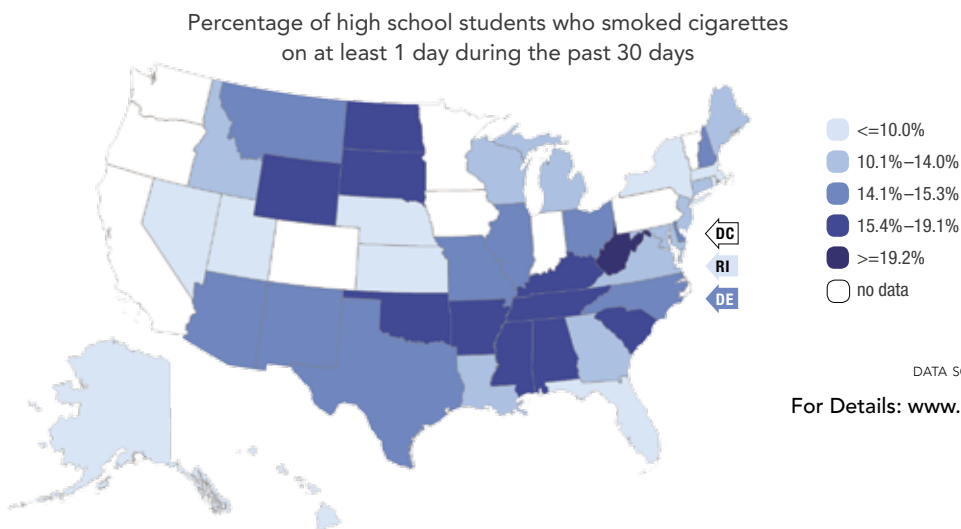 Percentage of high school students who smoked cigarettes
on at least 1 day during the past 30 days
<=10.0%
10.1%–14.0%
14.1%–15.3%
15.4%–19.1%
>=19.2%
no data
DC
RI
DE
DATA SO
For Details: www.